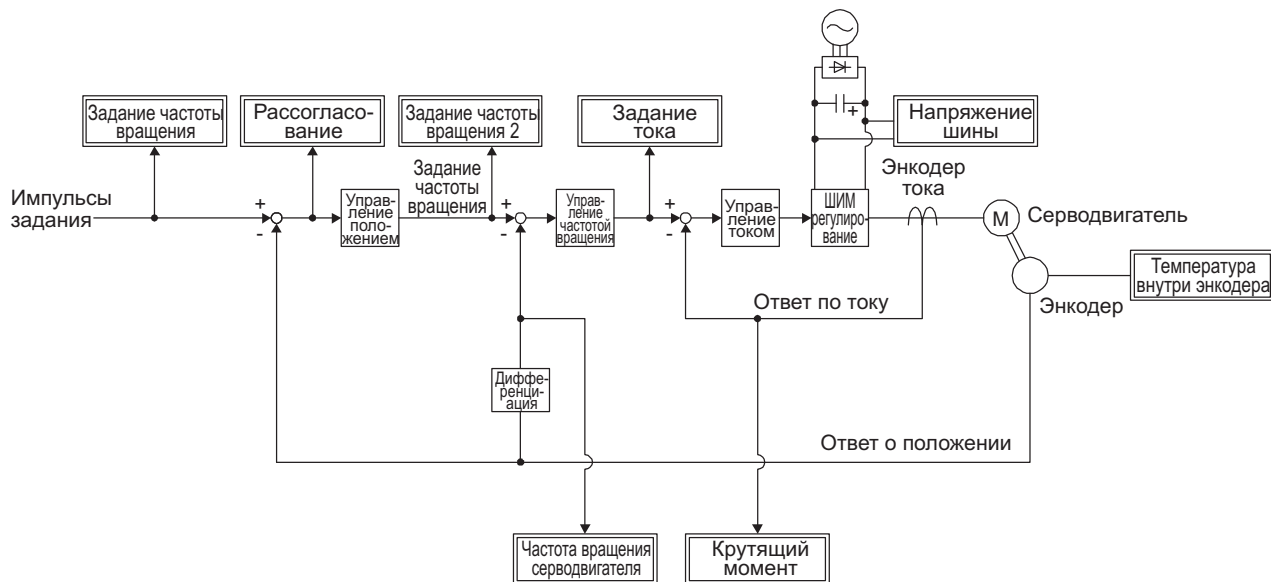 Задание частоты
вращения
Рассогласо-
вание
Задание частоты
вращения 2
Задание
тока
Напряжение
шины
+
Импульсы
задания
+
-
Управ-
ление
поло-
жением
Задание
частоты
вращения
+
-
Управ-
ление
частотой
вращения
+
-
Управ-
ление
током
ШИМ
регулиро-
вание
Энкодер
тока
M
Серводвигатель
Температура
внутри энкодера
Энкодер
Ответ по току
Диффе-
ренци-
ация
Ответ о положении
Частота вращения
серводвигателя
Крутящий
момент